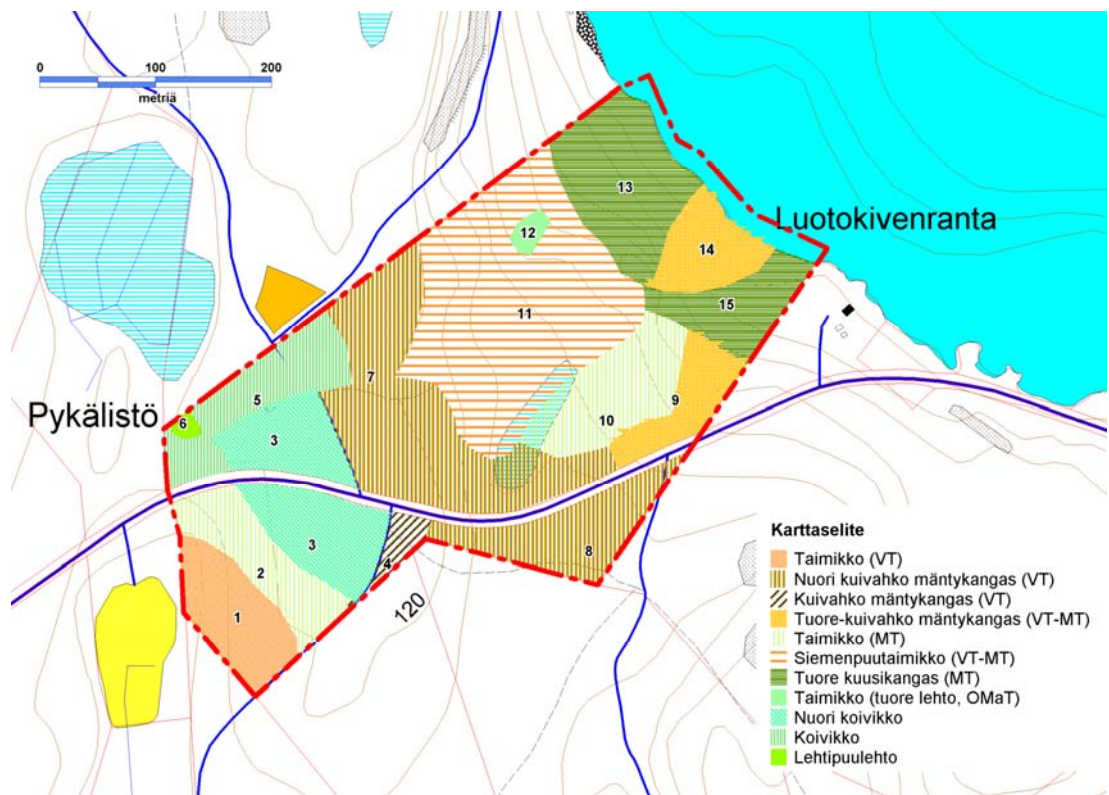 0 100 200
metriä
13
Luotokivenranta
12
14
11
15
7
5
9
Pykälistö
6
3
10
3
8
4
2
120
1
Karttaselite
Taimikko (VT)
Nuori kuivahko mäntykangas (VT)
Kuivahko mäntykangas (VT)
Tuore-kuivahko mäntykangas (VT-MT)
Taimikko (MT)
Siemenpuutaimikko (VT-MT)
Tuore kuusikangas (MT)
Taimikko (tuore lehto, OMaT)
Nuori koivikko
Koivikko
Lehtipuulehto